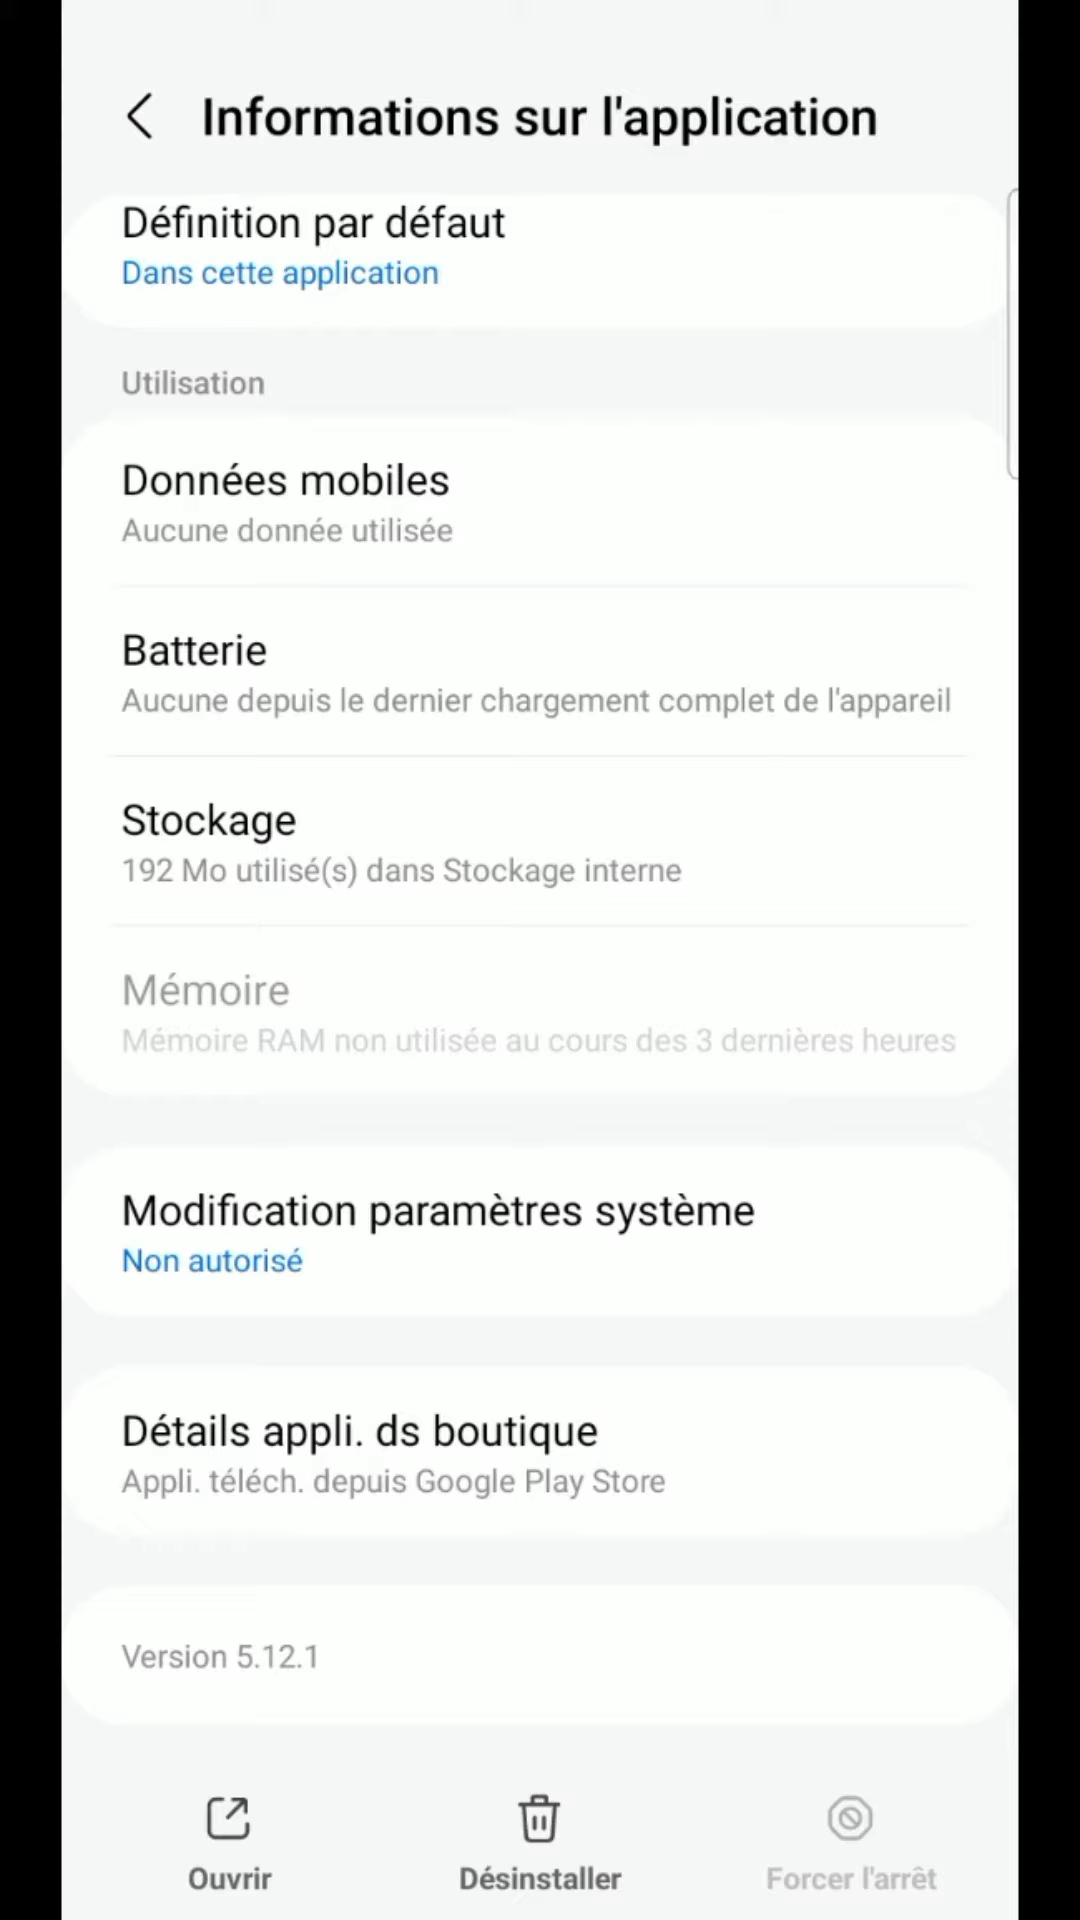 Informations sur l'application
Définition par défaut
Dans cette application
Utilisation
Données mobiles
Aucune donnée utilisée
Batterie
Aucune depuis le dernier chargement complet de l'appareil
Stockage
192 Mo utilisé(s) dans Stockage interne
Mémoire
Mémoire RAM non utilisée au cours des 3 dernières heures
Modification paramètres système
Non autorisé
Détails appli. ds boutique
Appli. téléch. depuis Google Play Store
Version 5.12.1
Ouvrir
Désinstaller
Forcer l'arrêt